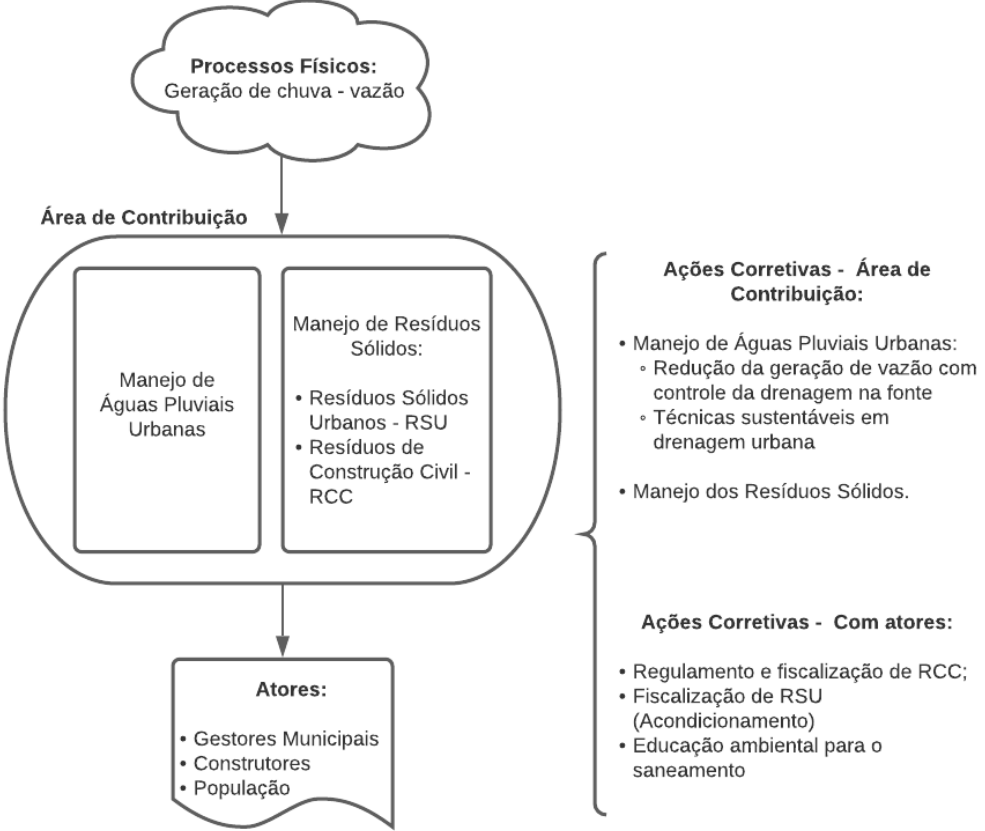 Processos Físicos:
Geração de chuva - vazão
Área de Contribuição
Manejo de
Águas Pluviais
Urbanas
Manejo de Resíduos
Sólidos:
• Resíduos Sólidos
Urbanos - RSU
• Resíduos de
Construção Civil -
RCC
Atores:
• Gestores Municipais
• Construtores
• População
Ações Corretivas - Área de
Contribuição:
• Manejo de Águas Pluviais Urbanas:
◦ Redução da geração de vazão com
controle da drenagem na fonte
◦ Técnicas sustentáveis em
drenagem urbana
• Manejo dos Resíduos Sólidos.
Ações Corretivas - Com atores:
• Regulamento e fiscalização de RCC;
• Fiscalização de RSU
(Acondicionamento)
• Educação ambiental para o
saneamento